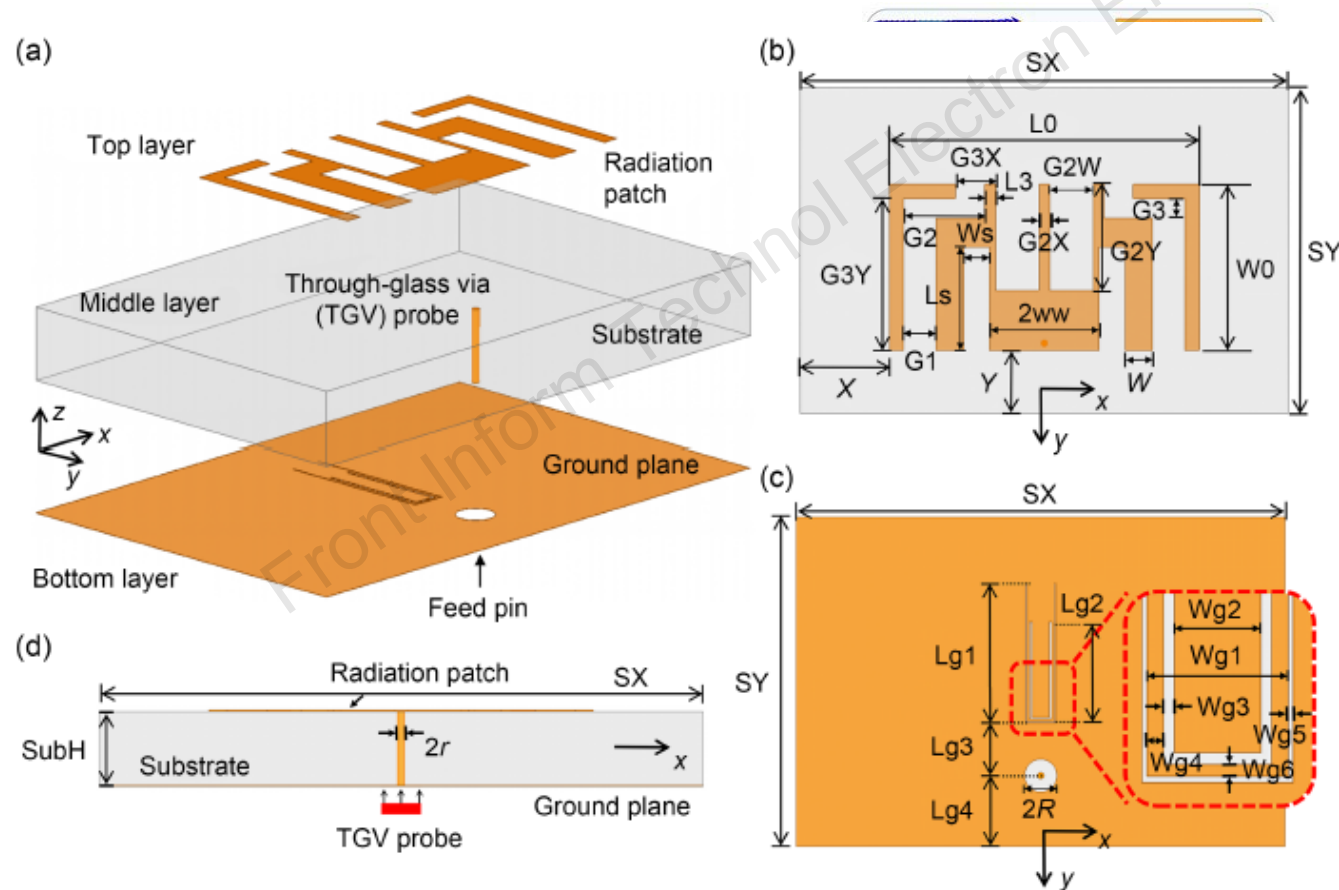 (a)
Top layer
Radiation
patch
Middle layer
Through-glass via
(TGV) probe
Substrate
z
x
y
Ground plane
Bottom layer
Feed pin
(b)
SX
L0
G3X
G2W
L3
G3
G2
Ws
G2X
G2Y
SY
G3Y
W0
Ls
2ww
G1
X
Y
W
x
y
(c)
SX
Lg2
Wg2
Lg1
Wg1
SY
Wg3
Wg5
Lg3
Wg4
Wg6
Lg4
2R
x
y
(d)
Radiation patch
SX
SubH
2r
Substrate
x
Ground plane
TGV probe
Front Inform Technol Electron E